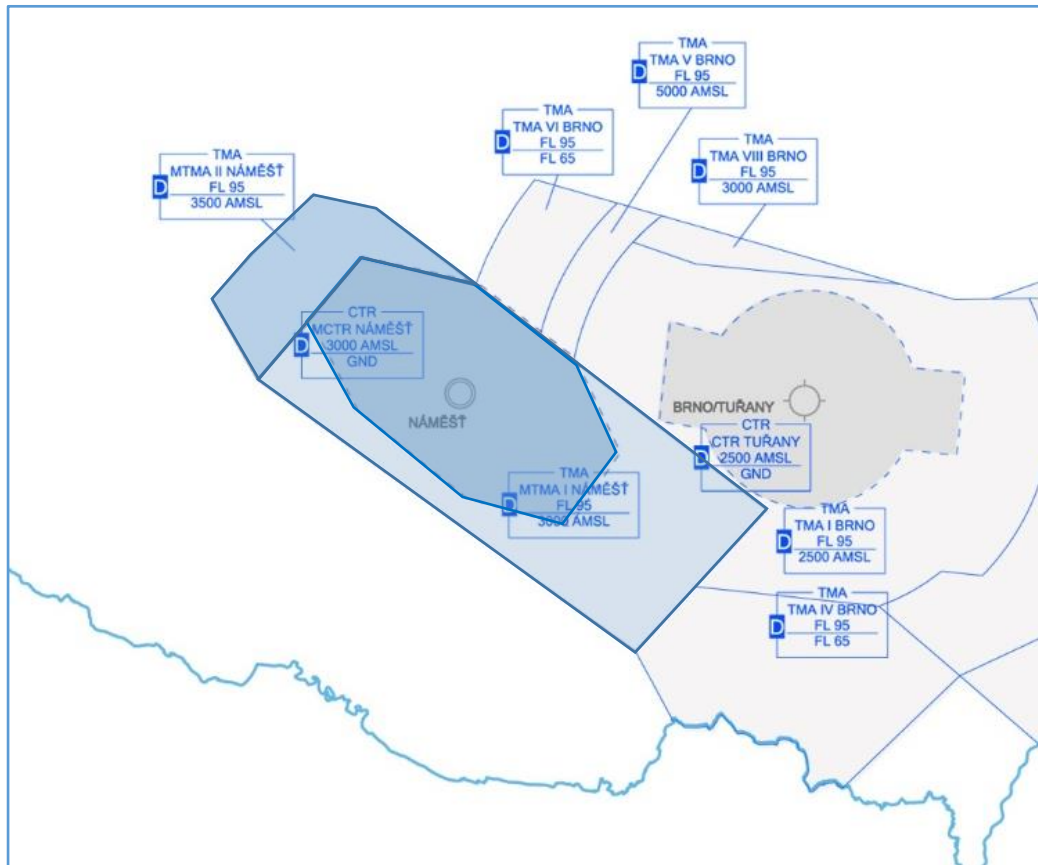 TMA
TMA V BRNO
D
FL 95
5000 AMSL
TMA
TMA VI BRNO
D
FL 95
FL 65
TMA
TMA VIII BRNO
D
FL 95
3000 AMSL
TMA
MTMA II NÁMĚŠŤ
D
FL 95
3500 AMSL
CTR
MCTR NÁMĚŠŤ
D
3000 AMSL
GND
NÁMĚŠŤ
BRNO/TUŘANY
CTR
CTR TUŘANY
D
2500 AMSL
GND
TMA
MTMA I NÁMĚŠŤ
D
FL 95
3000 AMSL
TMA
TMA I BRNO
D
FL 95
2500 AMSL
TMA
TMA IV BRNO
D
FL 95
FL 65